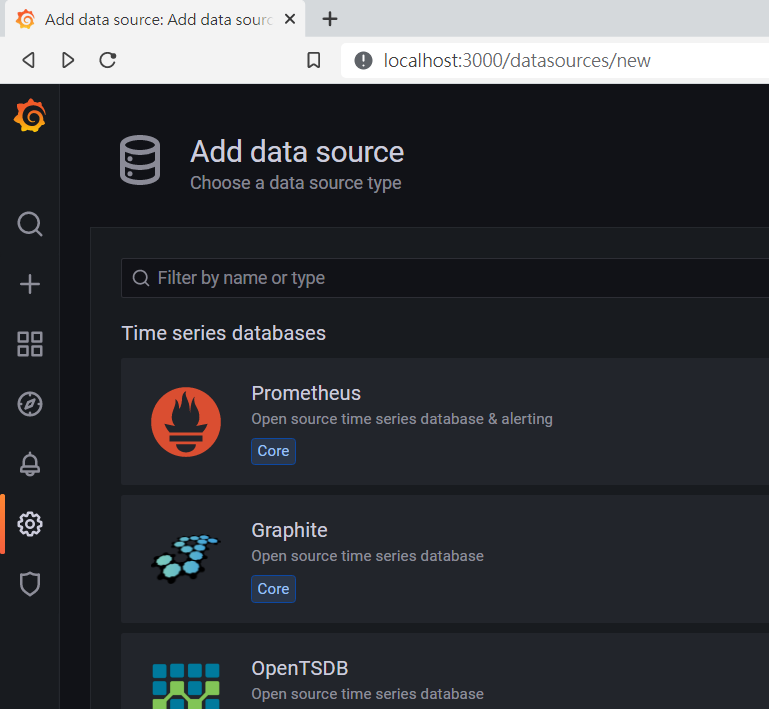 Add data source: Add data sourc
localhost:3000/datasources/new
Add data source
Choose a data source type
Filter by name or type
Time series databases
Prometheus
Open source time series database & alerting
Core
Graphite
Open source time series database
Core
OpenTSDB
Open source time series database